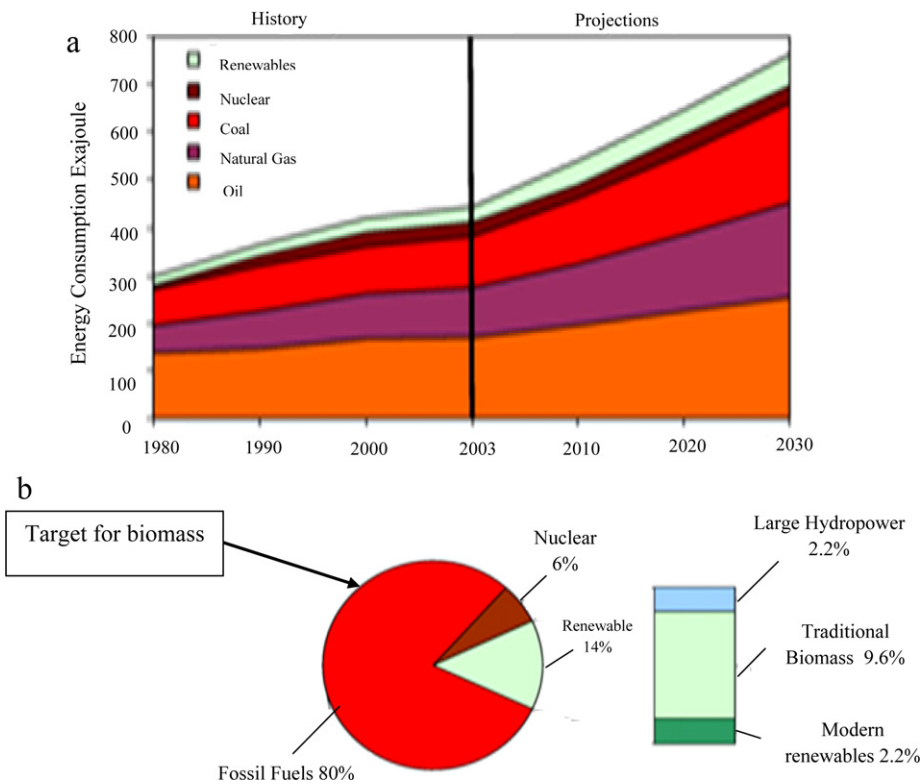 a
History
Projections
Energy Consumption Exajoule
800
700
600
500
400
300
200
100
0
Renewables
Nuclear
Coal
Natural Gas
Oil
1980
1990
2000
2003
2010
2020
2030
b
Target for biomass
Nuclear
6%
Renewable
14%
Fossil Fuels 80%
Large Hydropower
2.2%
Traditional
Biomass 9.6%
Modern
renewables 2.2%